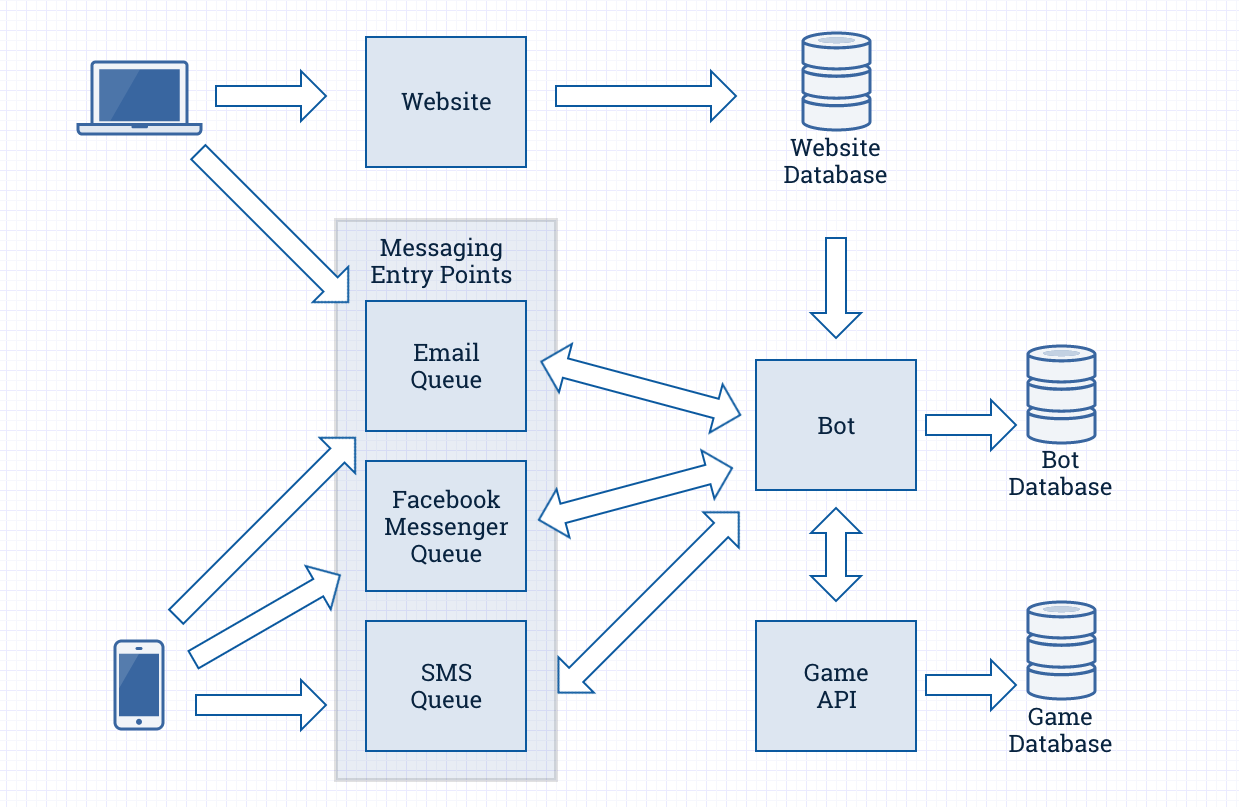 Website
Website
Database
Messaging
Entry Points
Email
Queue
Bot
Bot
Database
Facebook
Messenger
Queue
SMS
Queue
Game
API
Game
Database